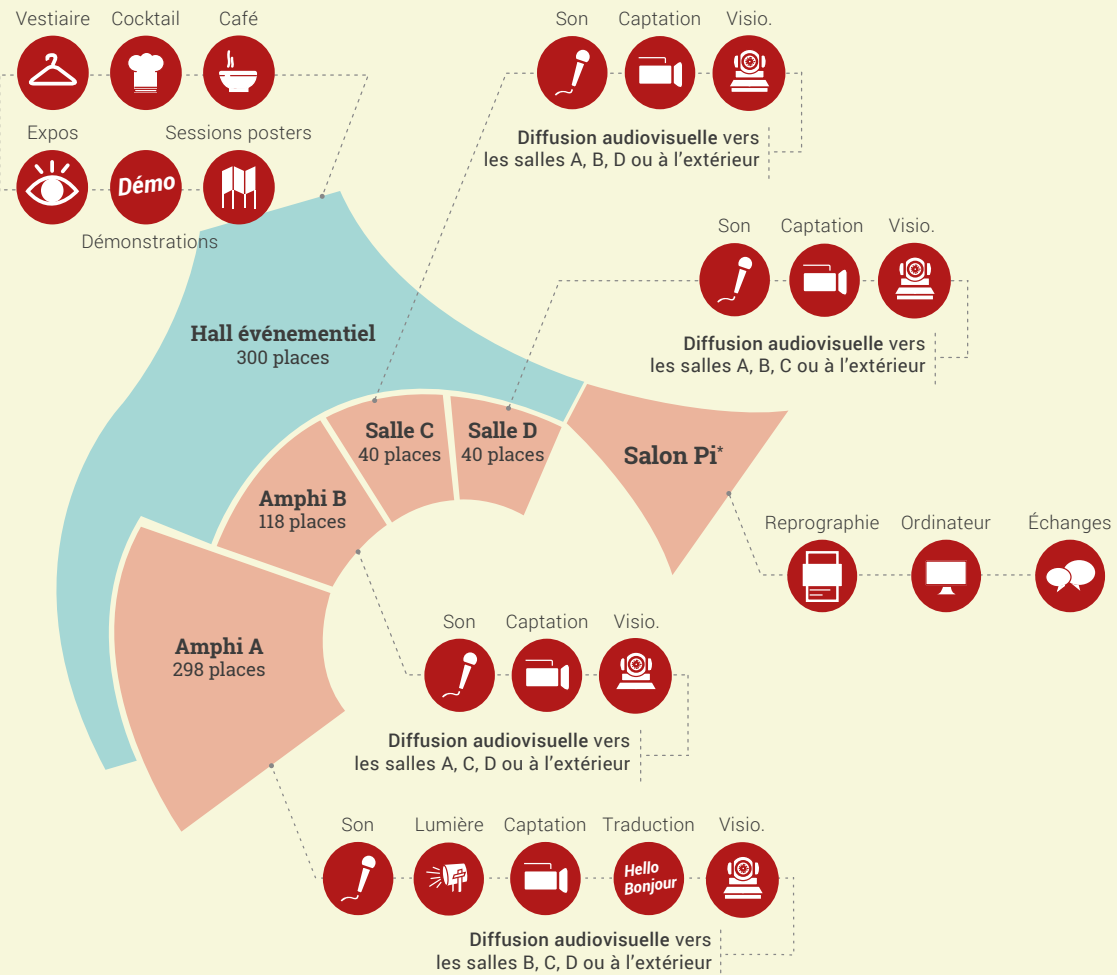 Vestiaire Cocktail Café
Expos Sessions posters
Démo
Démonstrations
Son Captation Visio.
Diffusion audiovisuelle vers
les salles A, B, D ou à l’extérieur
Son Captation Visio.
Diffusion audiovisuelle vers
les salles A, B, C ou à l’extérieur
Hall événementiel
300 places
Salle C
40 places
Salle D
40 places
Salon Pi*
Amphi B
118 places
Reprographie Ordinateur Échanges
Amphi A
298 places
Son Captation Visio.
Diffusion audiovisuelle vers
les salles A, C, D ou à l’extérieur
Son Lumière Captation Traduction Visio.
Hello
Bonjour
Diffusion audiovisuelle vers
les salles B, C, D ou à l’extérieur